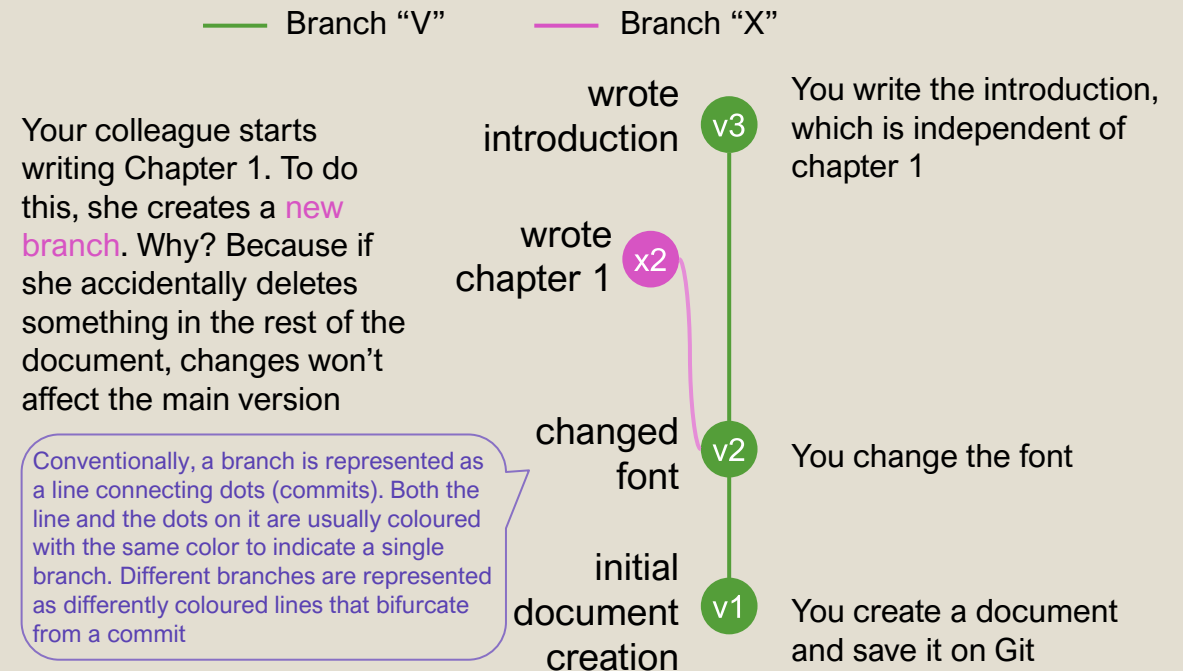 Branch “V”
Branch “X”
Your colleague starts
writing Chapter 1. To do
this, she creates a new
branch. Why? Because if
she accidentally deletes
something in the rest of the
document, changes won’t
affect the main version
Conventionally, a branch is represented as
a line connecting dots (commits). Both the
line and the dots on it are usually coloured
with the same color to indicate a single
branch. Different branches are represented
as differently coloured lines that bifurcate
from a commit
wrote
introduction
v3
You write the introduction,
which is independent of
chapter 1
wrote
chapter 1
x2
changed
font
v2
You change the font
initial
document
creation
v1
You create a document
and save it on Git